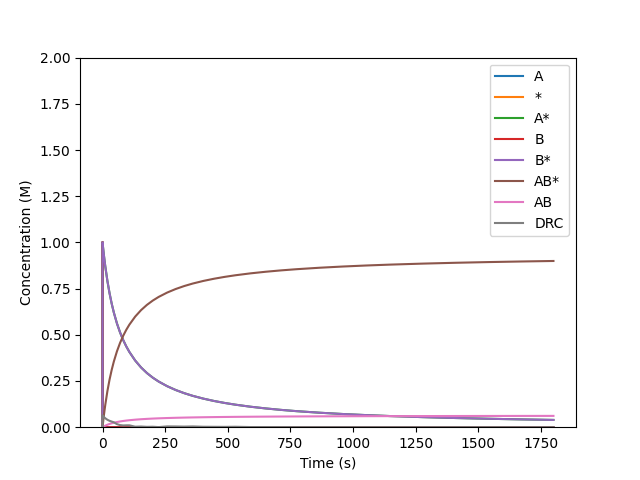 2.00
1.75
1.50
1.25
1.00
0.75
0.50
0.25
0.00
Concentration (M)
A
*
A*
B
B*
AB*
AB
DRC
0 250 500 750 1000 1250 1500 1750
Time (s)